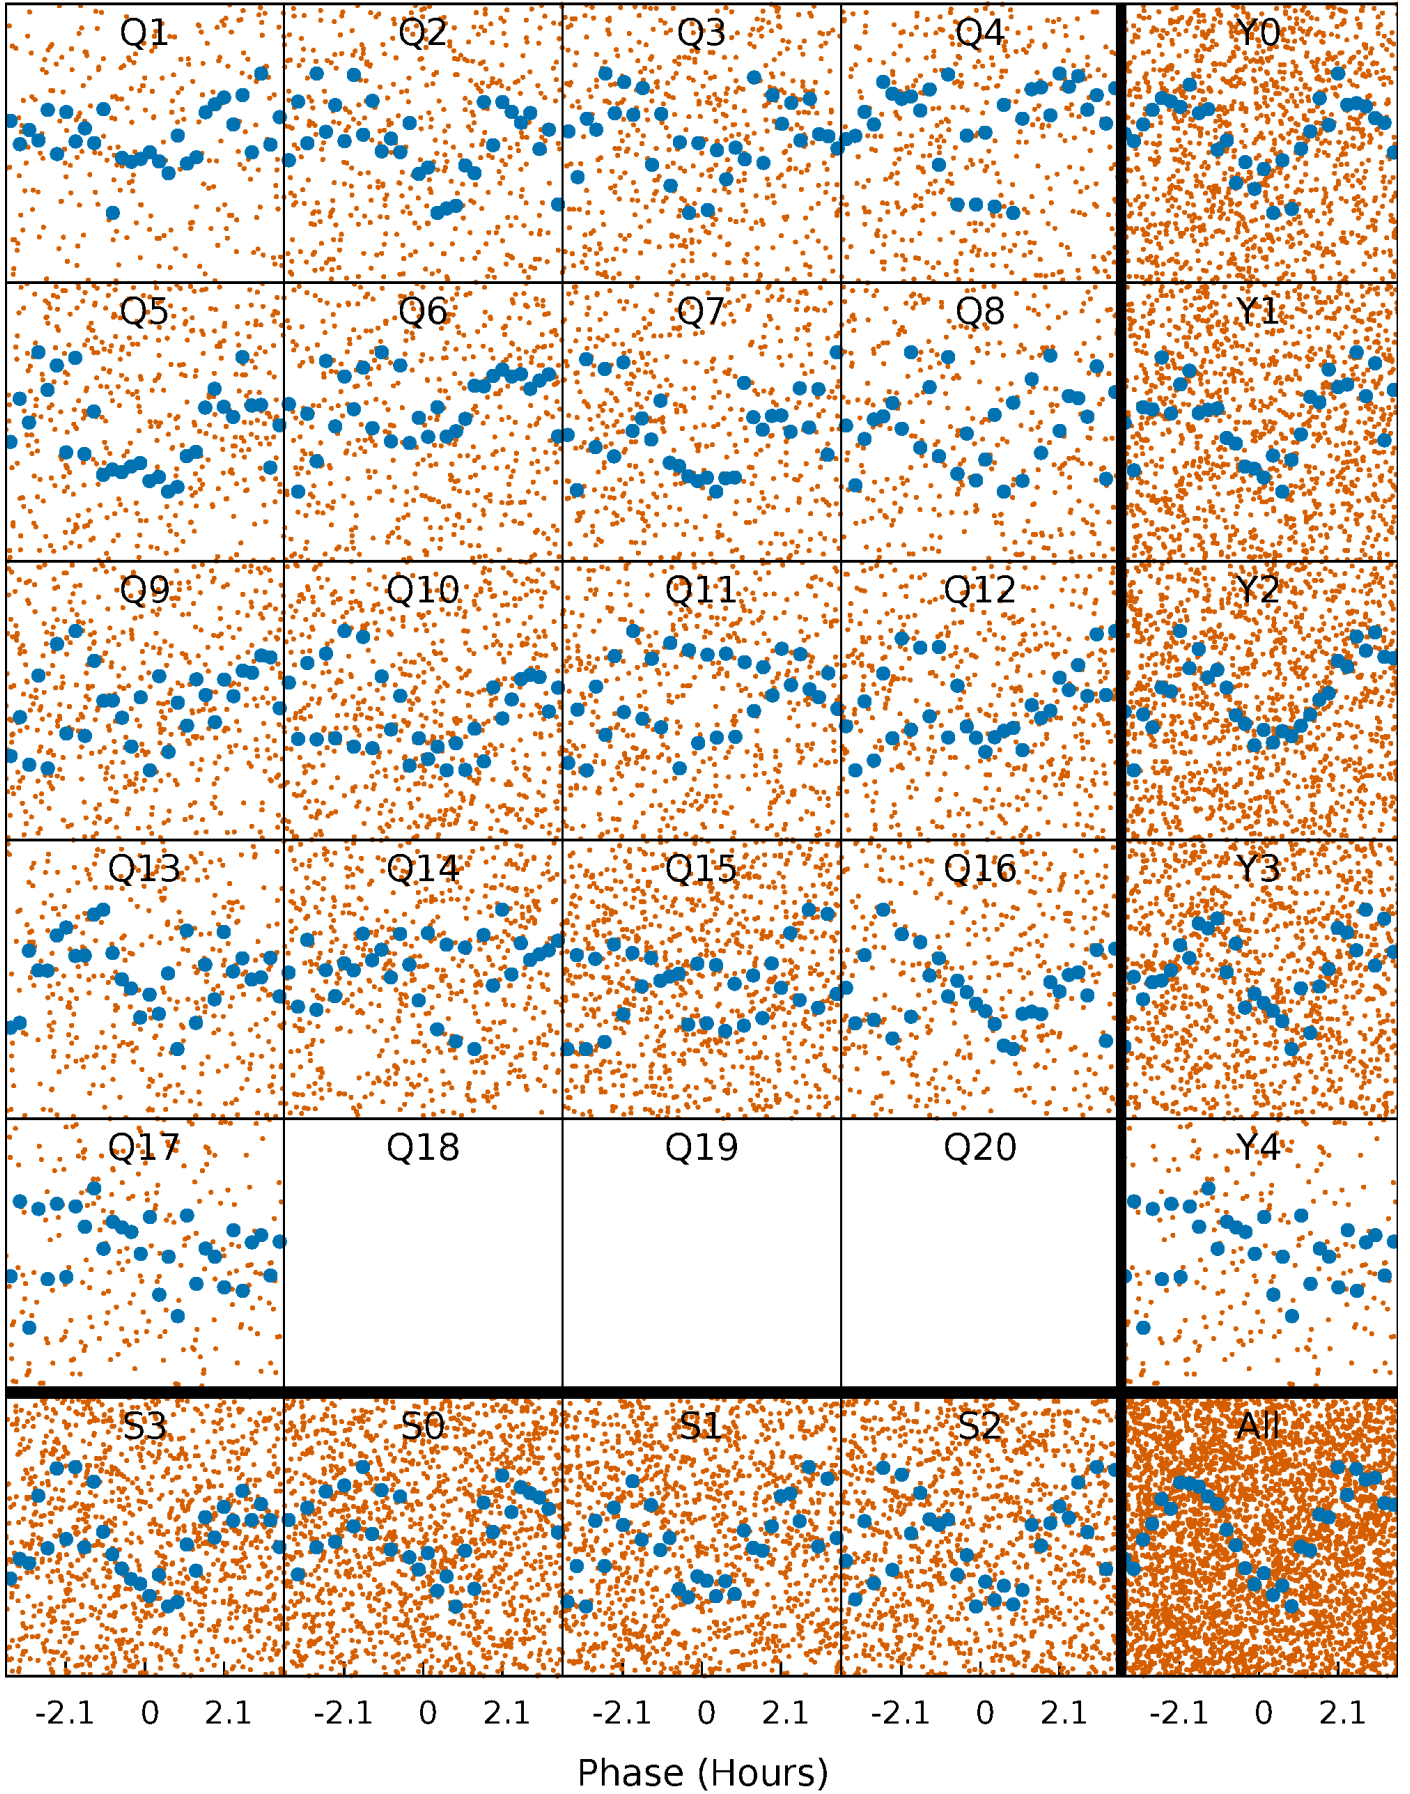 Q1 Q2 Q3 Q4 Y0
Q5 Q6 Q7 Q8 Y1
Q9 Q10 Q11 Q12 Y2
Q13 Q14 Q15 Q16 Y3
Q17 Q18 Q19 Q20 Y4
S3 S0 S1 S2 All
-2.1 0 2.1 -2.1 0 2.1 -2.1 0 2.1 -2.1 0 2.1 -2.1 0 2.1
Phase (Hours)